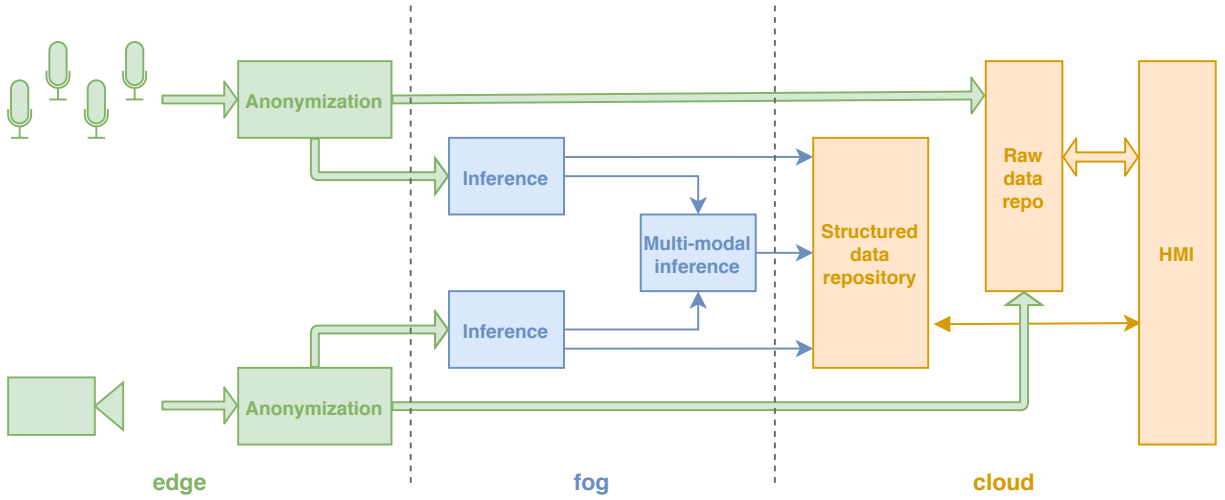 Anonymization
Inference
Multi-modal
inference
Inference
Anonymization
Structured
data
repository
Raw
data
repo
HMI
edge
fog
cloud